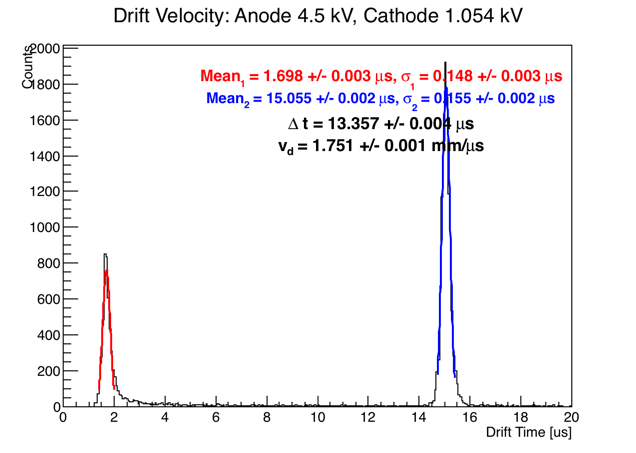 Drift Velocity: Anode 4.5 kV, Cathode 1.054 kV
Counts
2000
1800
1600
1400
1200
1000
800
600
400
200
0
Mean1 = 1.698 +/- 0.003 μs, σ1 = 0.148 +/- 0.003 μs
Mean2 = 15.055 +/- 0.002 μs, σ2 = 0.155 +/- 0.002 μs
Δ t = 13.357 +/- 0.004 μs
vd = 1.751 +/- 0.001 mm/μs
0 2 4 6 8 10 12 14 16 18 20
Drift Time [us]